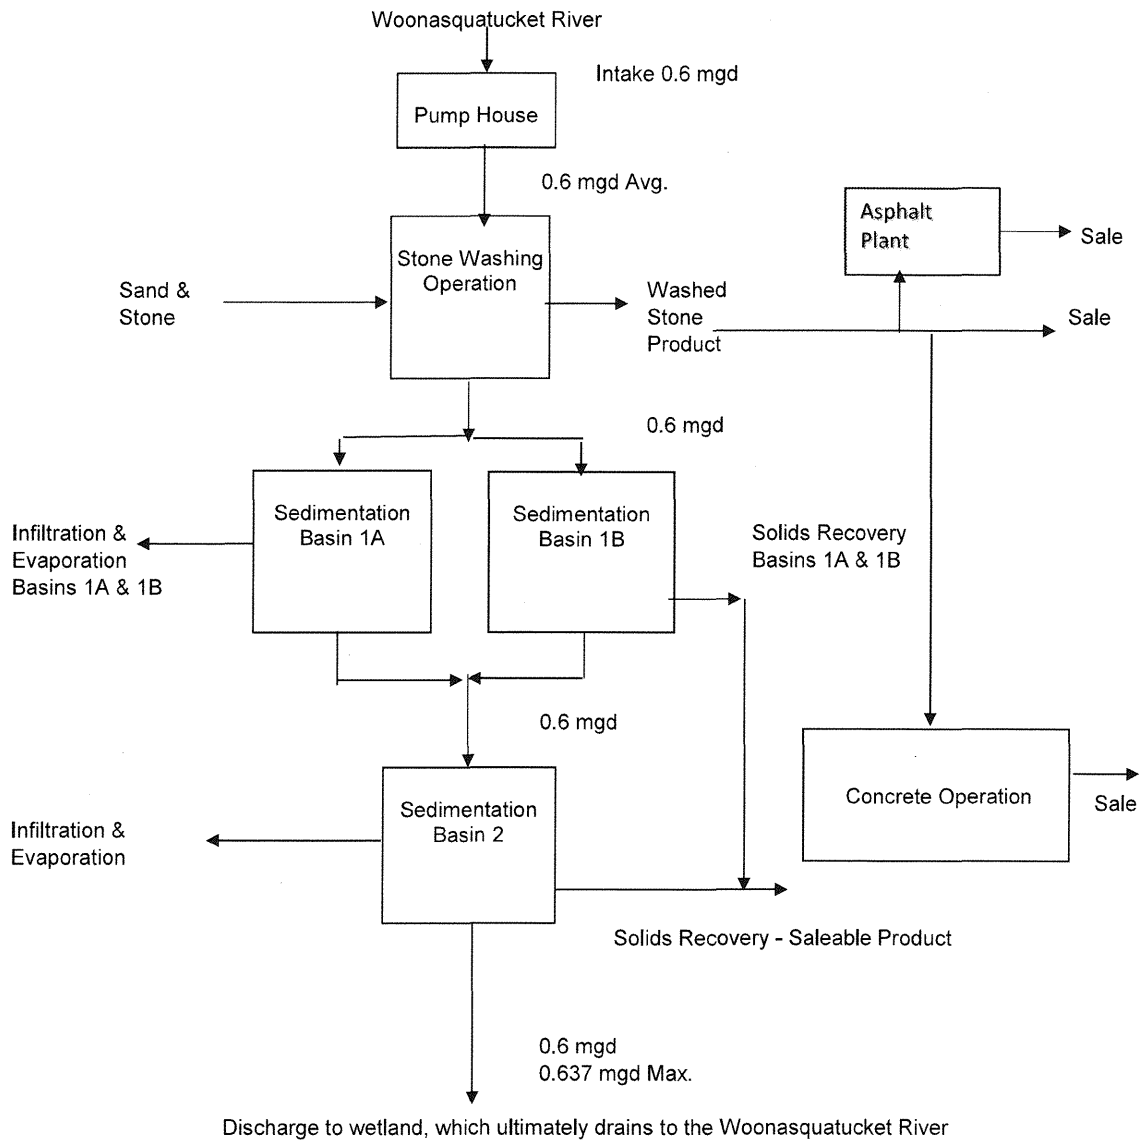 Woonasquatucket River
Intake 0.6 mgd
Pump House
0.6 mgd Avg.
Asphalt
Plant
Sale
Stone Washing
Operation
Sand &
Stone
Washed
Stone
Product
Sale
0.6 mgd
Sedimentation
Basin 1A
Sedimentation
Basin 1B
Infiltration &
Evaporation
Basins 1A & 1B
Solids Recovery
Basins 1A & 1B
0.6 mgd
Concrete Operation
Sale
Sedimentation
Basin 2
Infiltration &
Evaporation
Solids Recovery - Saleable Product
0.6 mgd
0.637 mgd Max.
Discharge to wetland, which ultimately drains to the Woonasquatucket River